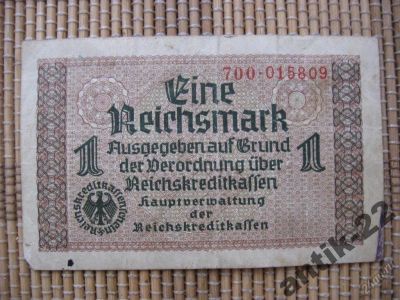 700·015809
Eine
Reichsmark
1 1
Ausgegeben auf Grund
der Verordnung über
Reichskreditkassen
Hauptverwaltung
der
Reichskreditkassen
antik-22